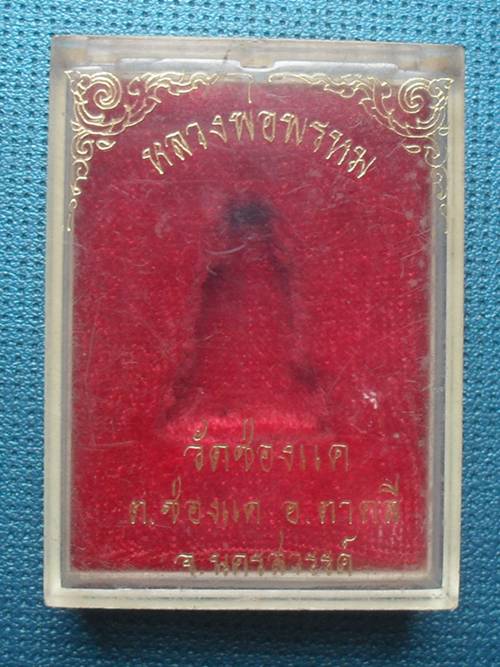 หลวงพ่อพรหม
วัดช่องแค
ต.ช่องแค อ.ตาคลี
จ.นครสวรรค์